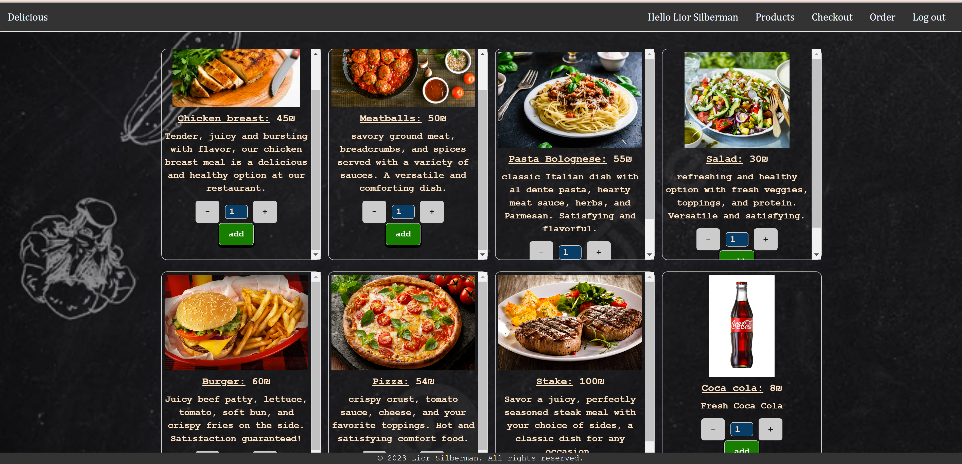 Delicious
Hello Lior Silberman Products Checkout Order Log out
Chicken breast: 45₪
Tender, juicy and bursting
with flavor, our chicken
breast meal is a delicious
and healthy option at our
restaurant.
- 1 +
add
Meatballs: 50₪
savory ground meat,
breadcrumbs, and spices
served with a variety of
sauces. A versatile and
comforting dish.
- 1 +
add
Pasta Bolognese: 55₪
classic Italian dish with
al dente pasta, hearty
meat sauce, herbs, and
Parmesan. Satisfying and
flavorful.
- 1 +
Salad: 30₪
refreshing and healthy
option with fresh veggies,
toppings, and protein.
Versatile and satisfying.
- 1 +
add
Burger: 60₪
Juicy beef patty, lettuce,
tomato, soft bun, and
crispy fries on the side.
Satisfaction guaranteed!
Pizza: 54₪
crispy crust, tomato
sauce, cheese, and your
favorite toppings. Hot and
satisfying comfort food.
Stake: 100₪
Savor a juicy, perfectly
seasoned steak meal with
your choice of sides, a
classic dish for any
occasion
Coca-Cola
Coca cola: 8₪
Fresh Coca Cola
- 1 +
add
© 2023 Lior Silberman. All rights reserved.